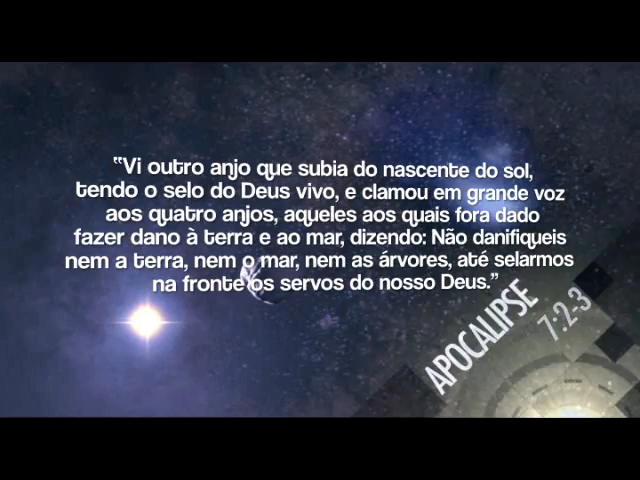 “Vi outro anjo que subia do nascente do sol,
tendo o selo do Deus vivo, e clamou em grande voz
aos quatro anjos, aqueles aos quais fora dado
fazer dano à terra e ao mar, dizendo: Não danifiqueis
nem a terra, nem o mar, nem as árvores, até selarmos
na fronte os servos do nosso Deus.”
APOCALIPSE
7:2-3